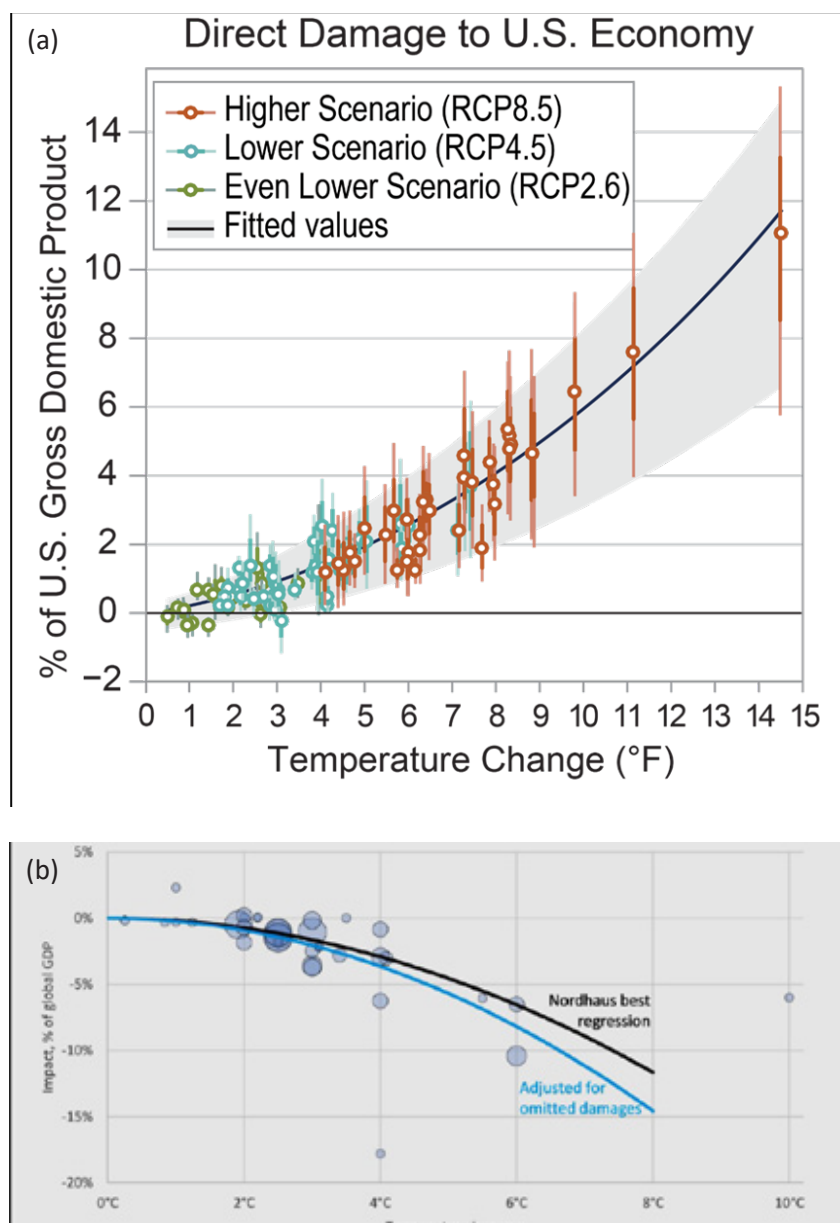 (a)
Direct Damage to U.S. Economy
Higher Scenario (RCP8.5)
Lower Scenario (RCP4.5)
Even Lower Scenario (RCP2.6)
Fitted values
% of U.S. Gross Domestic Product
14
12
10
8
6
4
2
0
−2
0 1 2 3 4 5 6 7 8 9 10 11 12 13 14 15
Temperature Change (°F)
(b)
Impact, % of global GDP
5%
0%
-5%
-10%
-15%
-20%
Nordhaus best
regression
Adjusted for
omitted damages
0°C 2°C 4°C 6°C 8°C 10°C